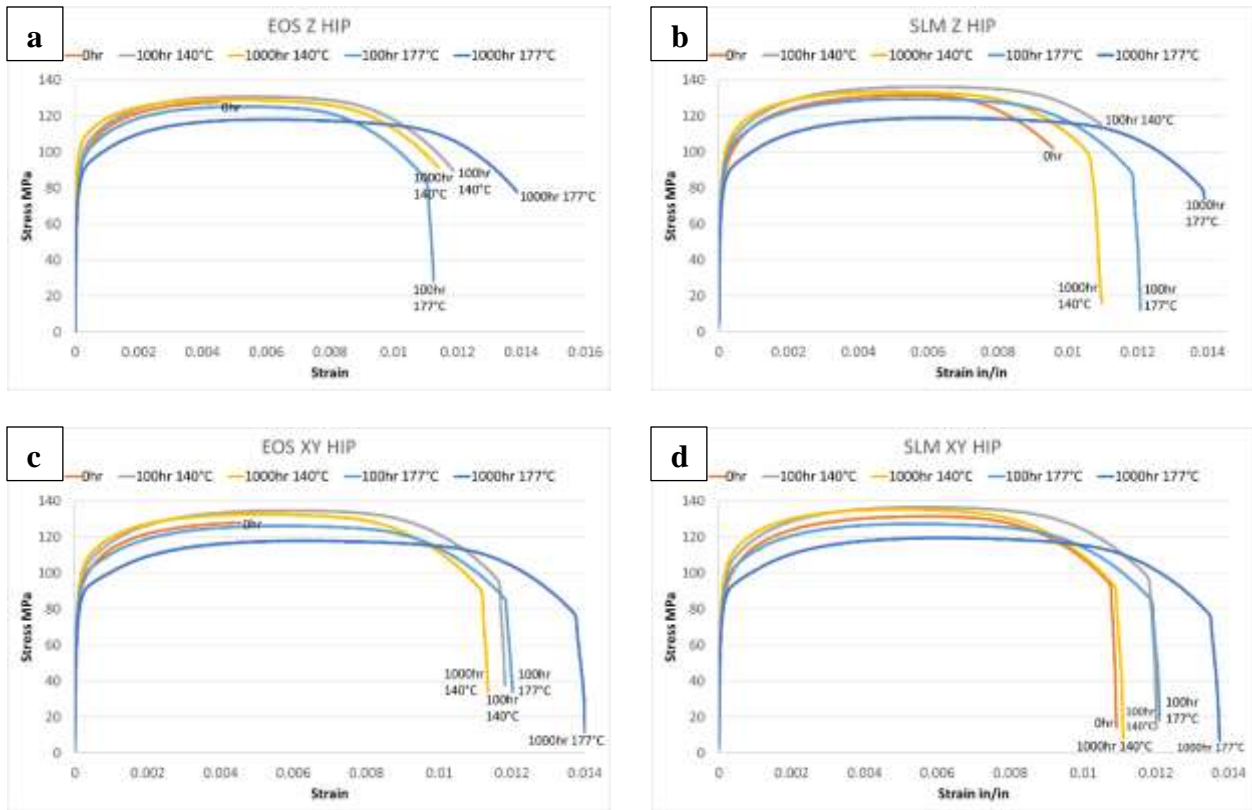 a
EOS Z HIP
0hr 100hr 140°C 1000hr 140°C 100hr 177°C 1000hr 177°C
140
120
100
80
60
40
20
0
Stress MPa
0hr
1000hr
140°C
100hr
140°C
1000hr 177°C
100hr
177°C
0 0.002 0.004 0.006 0.008 0.01 0.012 0.014 0.016
Strain
b
SLM Z HIP
0hr 100hr 140°C 1000hr 140°C 100hr 177°C 1000hr 177°C
140
120
100
80
60
40
20
0
Stress MPa
100hr 140°C
0hr
1000hr
177°C
1000hr
140°C
100hr
177°C
0 0.002 0.004 0.006 0.008 0.01 0.012 0.014
Strain in/in
c
EOS XY HIP
0hr 100hr 140°C 1000hr 140°C 100hr 177°C 1000hr 177°C
140
120
100
80
60
40
20
0
Stress MPa
0hr
1000hr
140°C
100hr
140°C
100hr
177°C
1000hr 177°C
0 0.002 0.004 0.006 0.008 0.01 0.012 0.014
Strain
d
SLM XY HIP
0hr 100hr 140°C 1000hr 140°C 100hr 177°C 1000hr 177°C
140
120
100
80
60
40
20
0
Stress MPa
0hr
1000hr 140°C
100hr
140°C
100hr
177°C
1000hr 177°C
0 0.002 0.004 0.006 0.008 0.01 0.012 0.014
Strain in/in